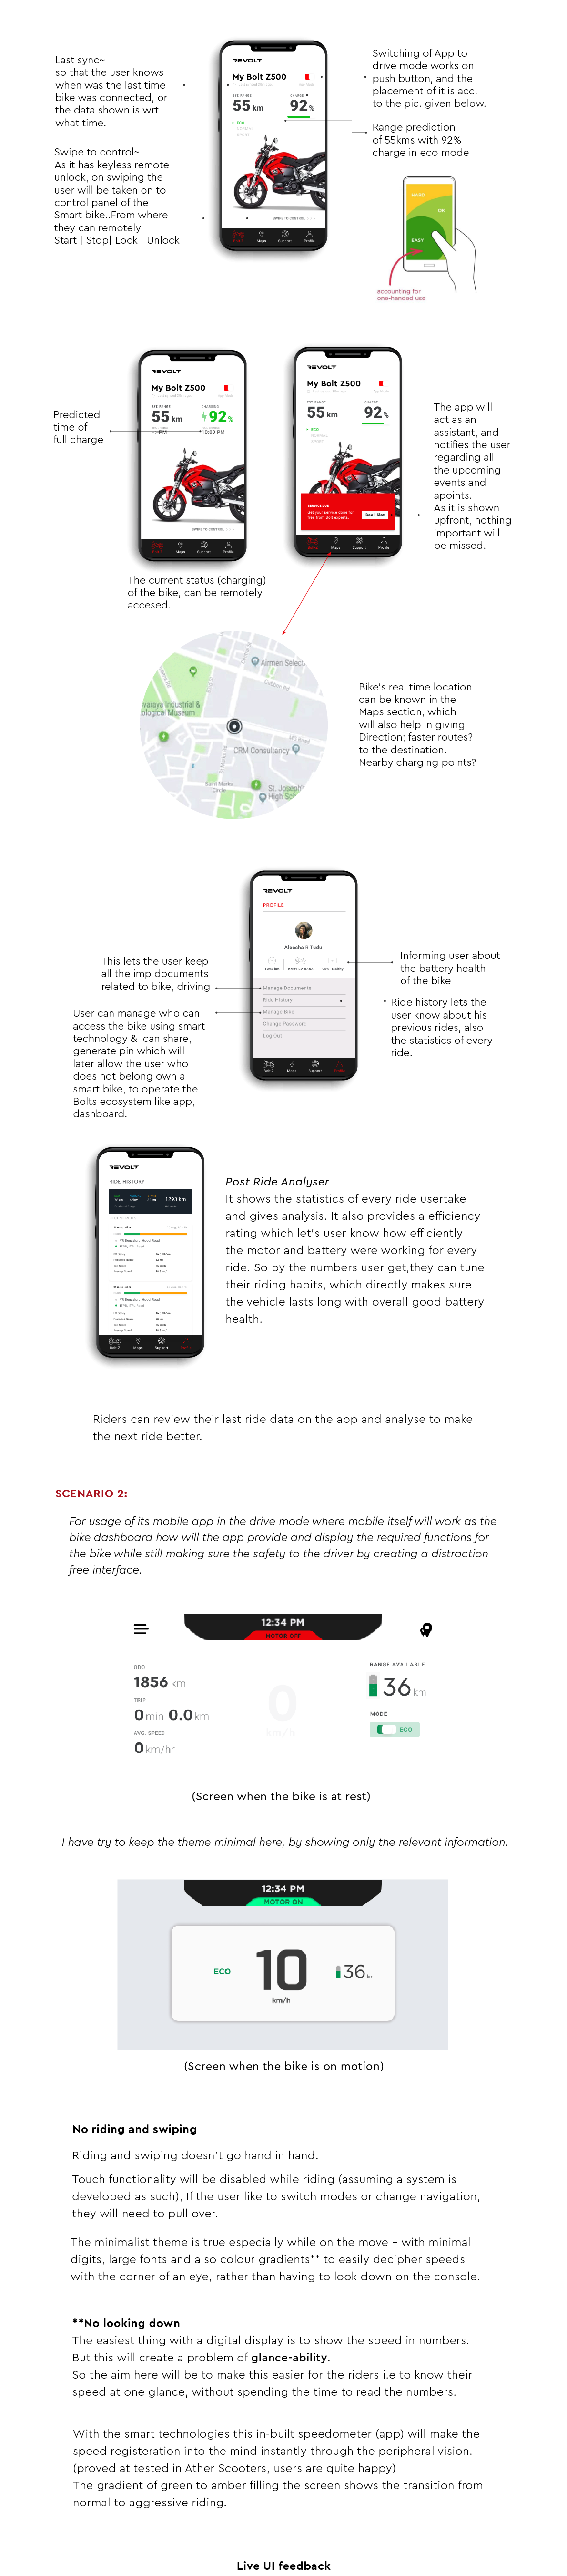 Last sync~
so that the user knows
when was the last time
bike was connected, or
the data shown is wrt
what time.
Swipe to control~
As it has keyless remote
unlock, on swiping the
user will be taken on to
control panel of the
Smart bike..From where
they can remotely
Start | Stop| Lock | Unlock
REVOLT
My Bolt Z500
55 km
92 %
ECO
SWIPE TO CONTROL
Maps
Support
Profile
Switching of App to
drive mode works on
push button, and the
placement of it is acc.
to the pic. given below.
Range prediction
of 55kms with 92%
charge in eco mode
HARD
OK
EASY
accounting for
one-handed use
Predicted
time of
full charge
REVOLT
My Bolt Z500
55 km
92 %
10:00 PM
SWIPE TO CONTROL
Maps
Support
Profile
REVOLT
My Bolt Z500
55 km
92 %
ECO
SERVICE DUE
Get your service done for
free from Bolt experts.
Book Slot
Maps
Support
Profile
The app will
act as an
assistant, and
notifies the user
regarding all
the upcoming
events and
apoints.
As it is shown
upfront, nothing
important will
be missed.
The current status (charging)
of the bike, can be remotely
accesed.
Airmen Select
varaya Industrial &
ological Museum
CRM Consultency
Saint Marks
Circle
St. Joseph'
High Sch
Bike's real time location
can be known in the
Maps section, which
will also help in giving
Direction; faster routes?
to the destination.
Nearby charging points?
REVOLT
PROFILE
Aleesha R Tudu
Manage Documents
Ride History
Manage Bike
Change Password
Log Out
Maps
Support
This lets the user keep
all the imp documents
related to bike, driving
User can manage who can
access the bike using smart
technology & can share,
generate pin which will
later allow the user who
does not belong own a
smart bike, to operate the
Bolts ecosystem like app,
dashboard.
Informing user about
the battery health
of the bike
Ride history lets the
user know about his
previous rides, also
the statistics of every
ride.
REVOLT
RIDE HISTORY
1293 km
Maps
Support
Post Ride Analyser
It shows the statistics of every ride usertake
and gives analysis. It also provides a efficiency
rating which let's user know how efficiently
the motor and battery were working for every
ride. So by the numbers user get,they can tune
their riding habits, which directly makes sure
the vehicle lasts long with overall good battery
health.
Riders can review their last ride data on the app and analyse to make
the next ride better.
SCENARIO 2:
For usage of its mobile app in the drive mode where mobile itself will work as the
bike dashboard how will the app provide and display the required functions for
the bike while still making sure the safety to the driver by creating a distraction
free interface.
12:34 PM
MOTOR OFF
ODO
1856 km
TRIP
0 min 0.0 km
AVG. SPEED
0 km/hr
0
km/h
RANGE AVAILABLE
36 km
MODE
ECO
(Screen when the bike is at rest)
I have try to keep the theme minimal here, by showing only the relevant information.
12:34 PM
MOTOR ON
ECO
10
km/h
36 km
(Screen when the bike is on motion)
No riding and swiping
Riding and swiping doesn't go hand in hand.
Touch functionality will be disabled while riding (assuming a system is
developed as such), If the user like to switch modes or change navigation,
they will need to pull over.
The minimalist theme is true especially while on the move – with minimal
digits, large fonts and also colour gradients** to easily decipher speeds
with the corner of an eye, rather than having to look down on the console.
**No looking down
The easiest thing with a digital display is to show the speed in numbers.
But this will create a problem of glance-ability.
So the aim here will be to make this easier for the riders i.e to know their
speed at one glance, without spending the time to read the numbers.
With the smart technologies this in-built speedometer (app) will make the
speed registeration into the mind instantly through the peripheral vision.
(proved at tested in Ather Scooters, users are quite happy)
The gradient of green to amber filling the screen shows the transition from
normal to aggressive riding.
Live UI feedback